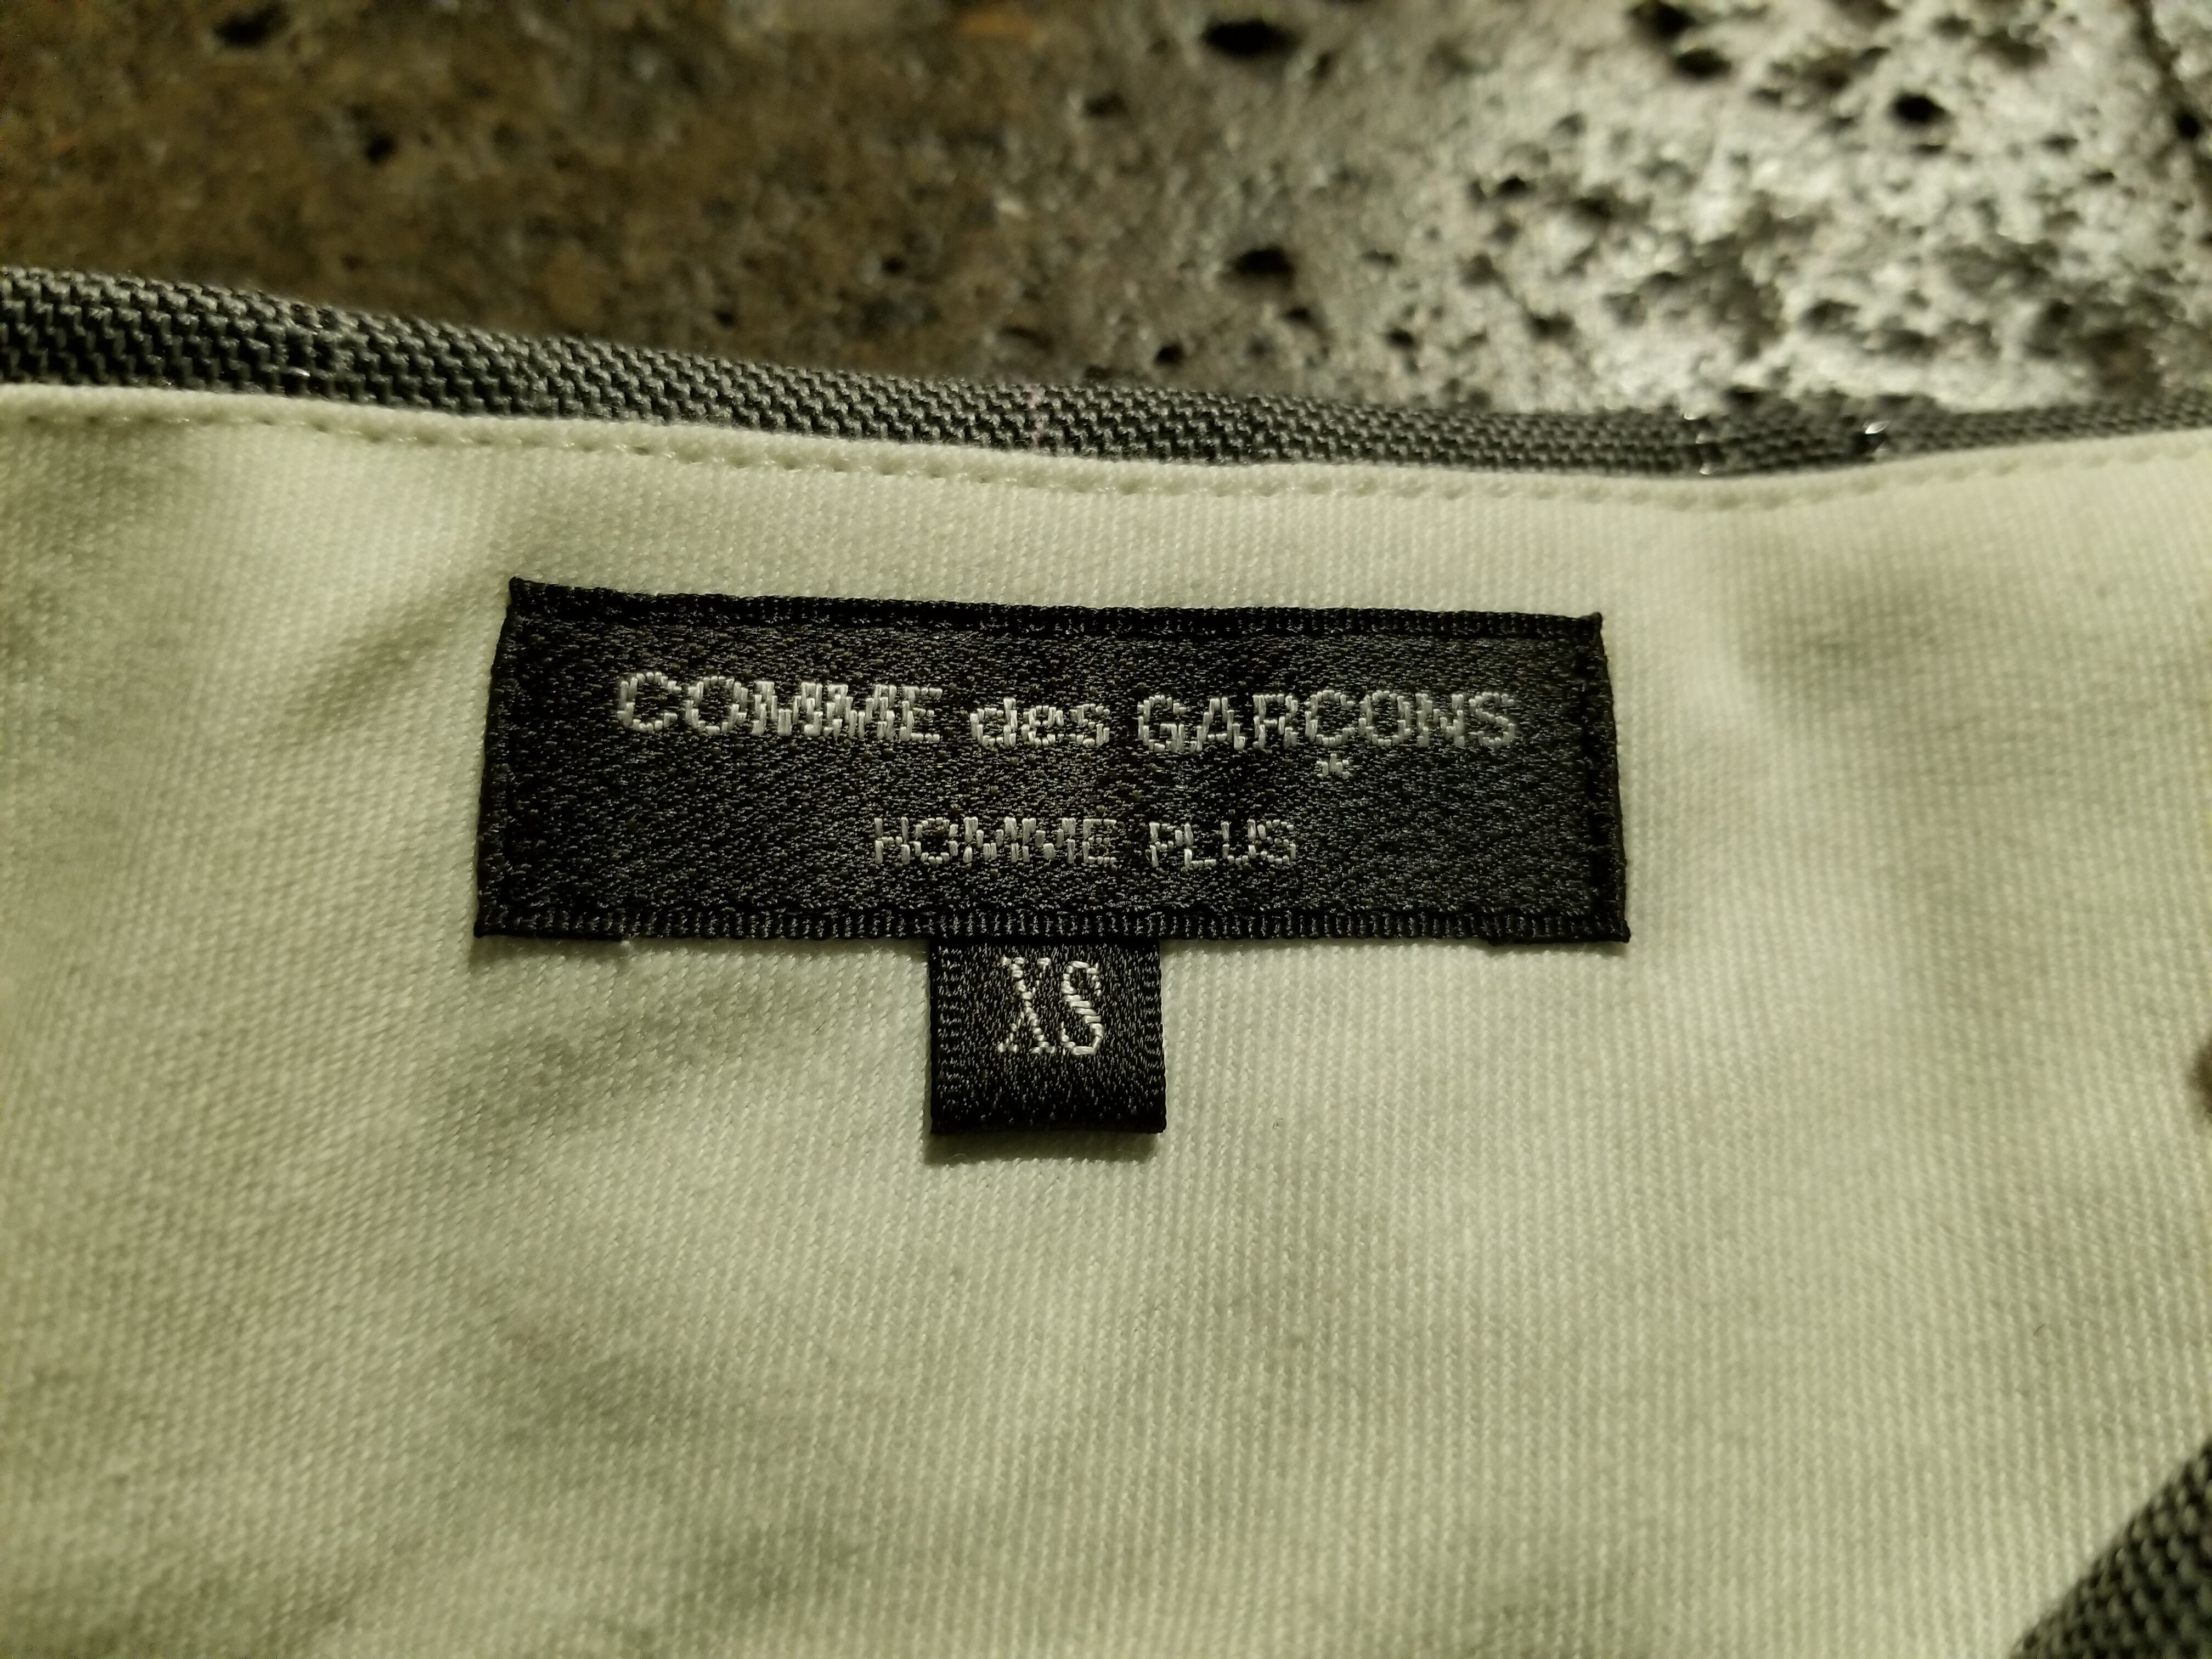 COMME des GARÇONS
*
HOMME PLUS
XS